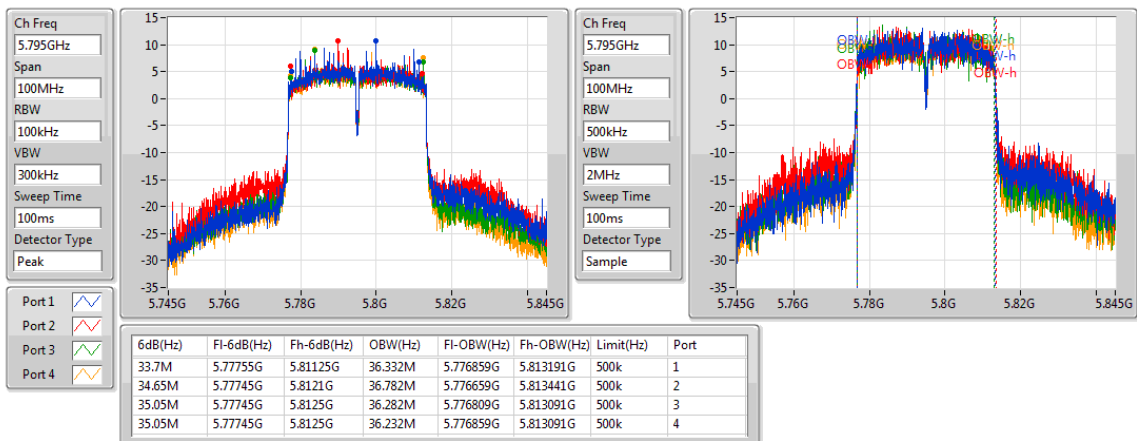 Ch Freq
5.795GHz
Span
100MHz
RBW
100kHz
VBW
300kHz
Sweep Time
100ms
Detector Type
Peak
15
10
5
0
-5
-10
-15
-20
-25
-30
-35
5.745G 5.76G 5.78G 5.8G 5.82G 5.845G
Ch Freq
5.795GHz
Span
100MHz
RBW
500kHz
VBW
2MHz
Sweep Time
100ms
Detector Type
Sample
15
10
5
0
-5
-10
-15
-20
-25
-30
-35
OBW-h
OBW-h
OBW-h
5.745G 5.76G 5.78G 5.8G 5.82G 5.845G
Port 1
Port 2
Port 3
Port 4
6dB(Hz) Fl-6dB(Hz) Fh-6dB(Hz) OBW(Hz) Fl-OBW(Hz) Fh-OBW(Hz) Limit(Hz) Port
33.7M 5.77755G 5.81125G 36.332M 5.776859G 5.813191G 500k 1
34.65M 5.77745G 5.8121G 36.782M 5.776659G 5.813441G 500k 2
35.05M 5.77745G 5.8125G 36.282M 5.776809G 5.813091G 500k 3
35.05M 5.77745G 5.8125G 36.232M 5.776859G 5.813091G 500k 4